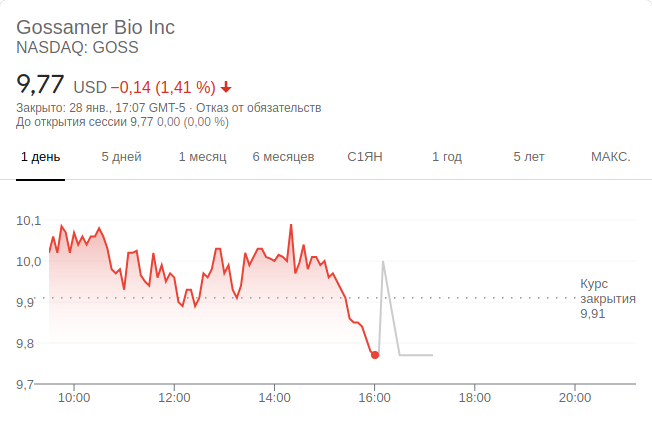 Gossamer Bio Inc
NASDAQ: GOSS
9,77 USD −0,14 (1,41 %)
Закрыто: 28 янв., 17:07 GMT-5 · Отказ от обязательств
До открытия сессии 9,77 0,00 (0,00 %)
1 день 5 дней 1 месяц 6 месяцев С1ЯН 1 год 5 лет МАКС.
10,1
10,0
9,9
9,8
9,7
Курс
закрытия
9,91
10:00 12:00 14:00 16:00 18:00 20:00